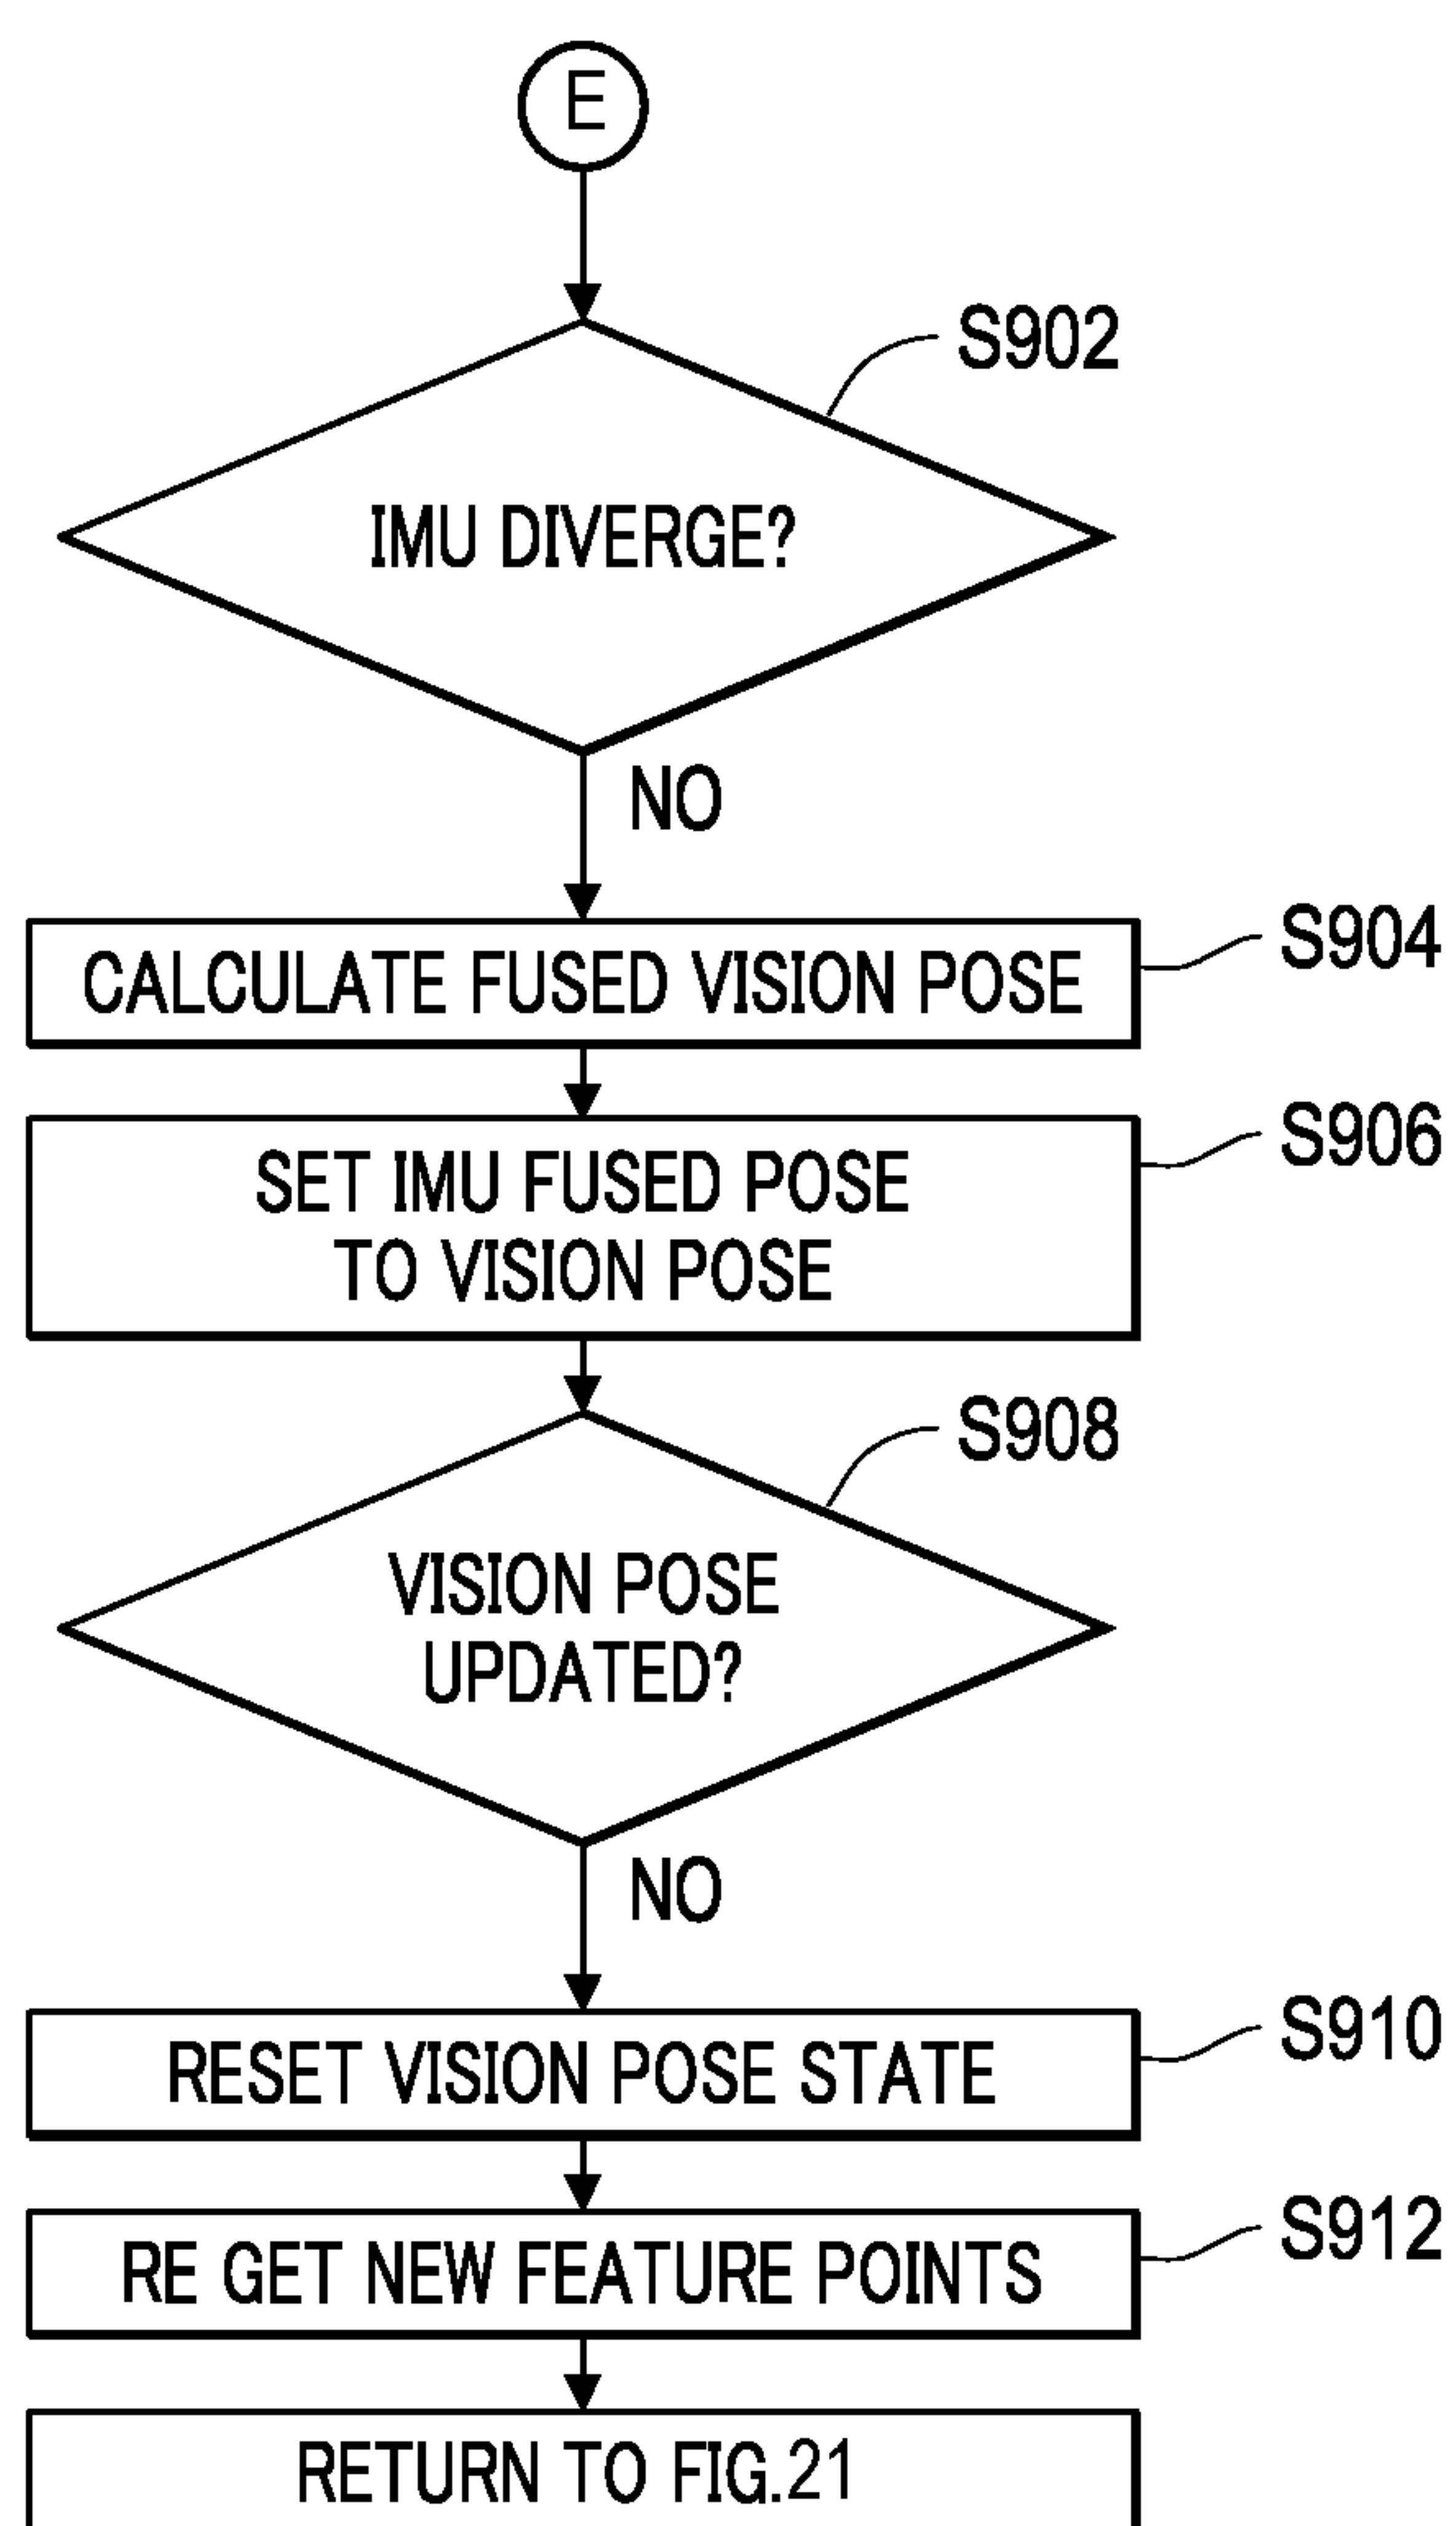 E
S902
IMU DIVERGE?
NO
S904
CALCULATE FUSED VISION POSE
S906
SET IMU FUSED POSE
TO VISION POSE
S908
VISION POSE
UPDATED?
NO
S910
RESET VISION POSE STATE
S912
RE GET NEW FEATURE POINTS
RETURN TO FIG.21